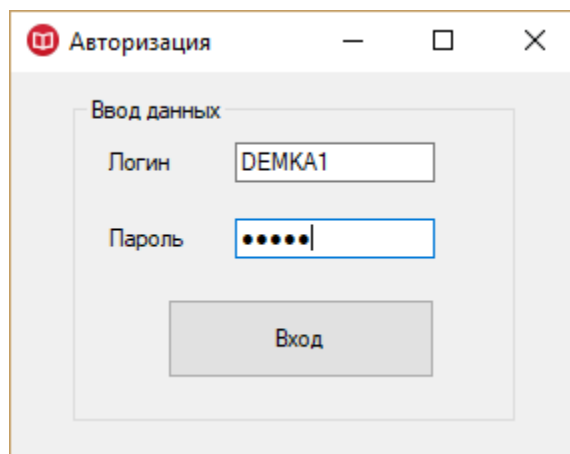 Авторизация
Ввод данных
Логин DEMKA1
Пароль •••••
Вход